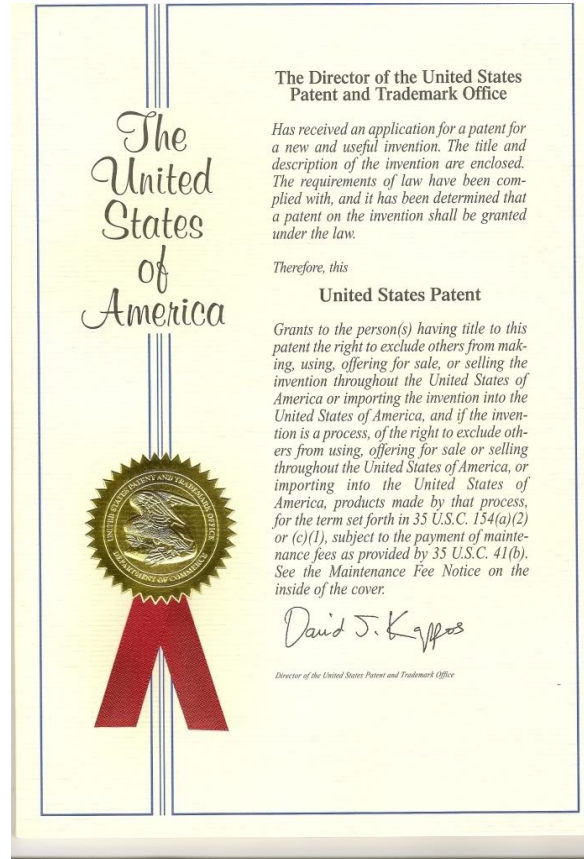 The
United
States
of
America
UNITED STATES PATENT AND TRADEMARK OFFICE
DEPARTMENT OF COMMERCE
The Director of the United States
Patent and Trademark Office
Has received an application for a patent for
a new and useful invention. The title and
description of the invention are enclosed.
The requirements of law have been com-
plied with, and it has been determined that
a patent on the invention shall be granted
under the law.
Therefore, this
United States Patent
Grants to the person(s) having title to this
patent the right to exclude others from mak-
ing, using, offering for sale, or selling the
invention throughout the United States of
America or importing the invention into the
United States of America, and if the inven-
tion is a process, of the right to exclude oth-
ers from using, offering for sale or selling
throughout the United States of America, or
importing into the United States of
America, products made by that process,
for the term set forth in 35 U.S.C. 154(a)(2)
or (c)(1), subject to the payment of mainte-
nance fees as provided by 35 U.S.C. 41(b).
See the Maintenance Fee Notice on the
inside of the cover.
David J. Kappos
Director of the United States Patent and Trademark Office